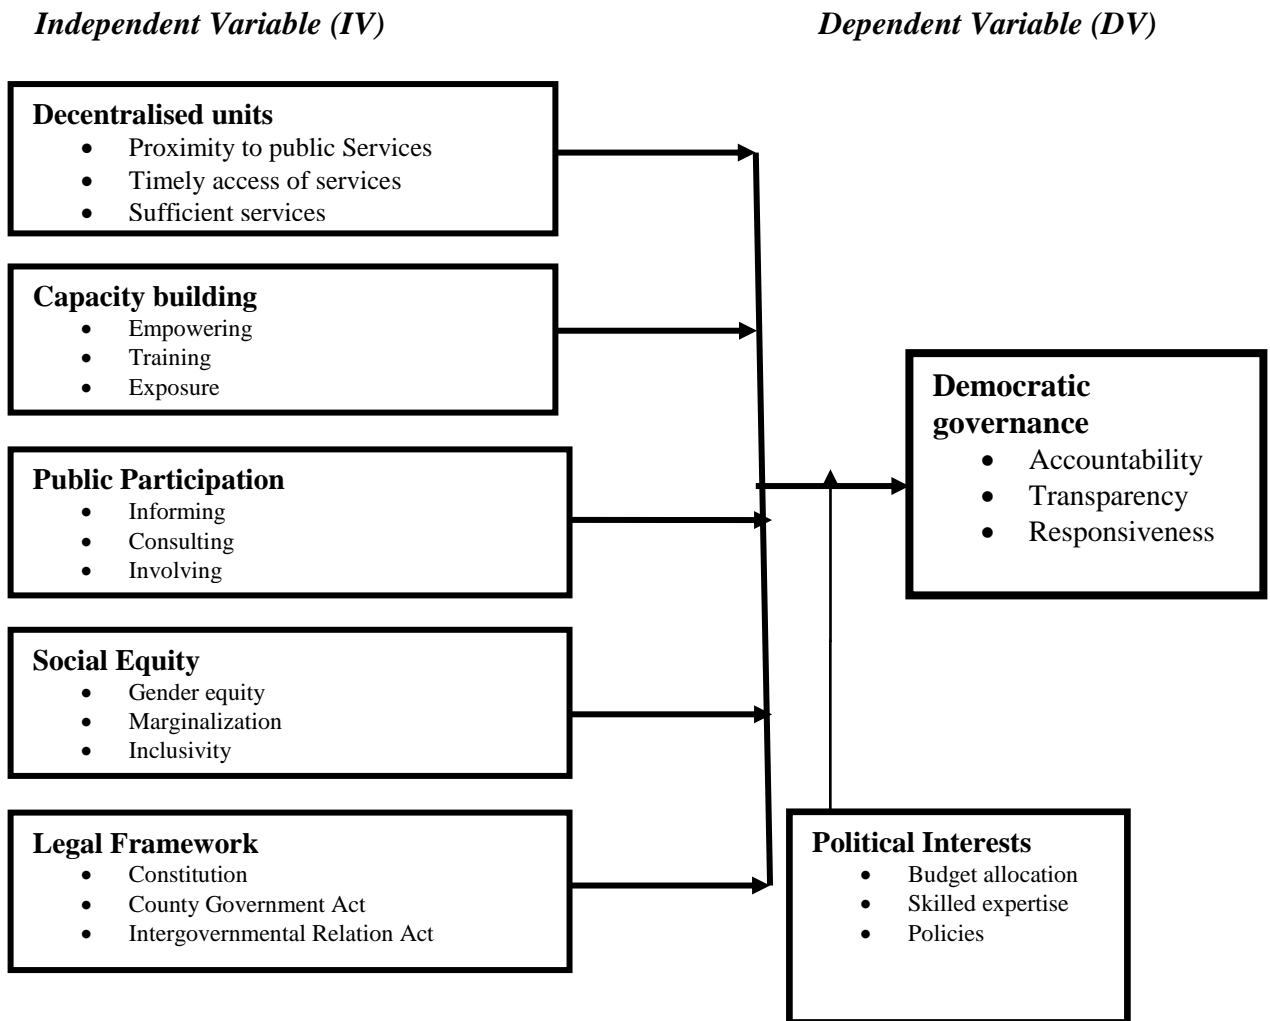 Independent Variable (IV)
Dependent Variable (DV)
Decentralised units
• Proximity to public Services
• Timely access of services
• Sufficient services
Capacity building
• Empowering
• Training
• Exposure
Public Participation
• Informing
• Consulting
• Involving
Social Equity
• Gender equity
• Marginalization
• Inclusivity
Legal Framework
• Constitution
• County Government Act
• Intergovernmental Relation Act
Democratic
governance
• Accountability
• Transparency
• Responsiveness
Political Interests
• Budget allocation
• Skilled expertise
• Policies